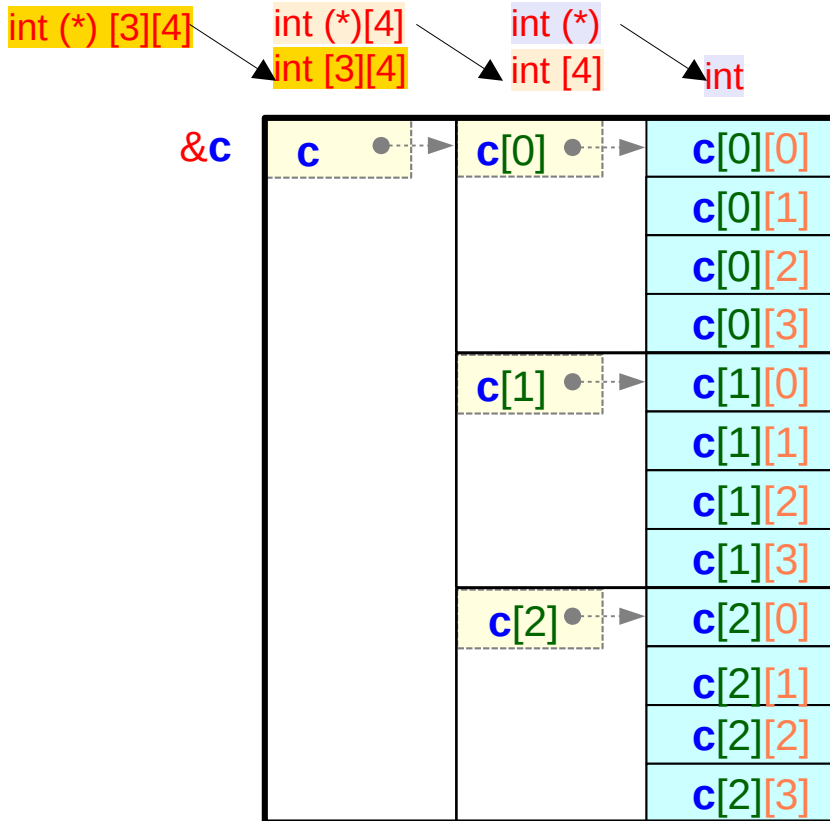 int (*) [3][4] int (*)[4] int (*)
int [3][4] int [4] int
&c c c[0] c[0][0]
c[0][1]
c[0][2]
c[0][3]
c[1] c[1][0]
c[1][1]
c[1][2]
c[1][3]
c[2] c[2][0]
c[2][1]
c[2][2]
c[2][3]